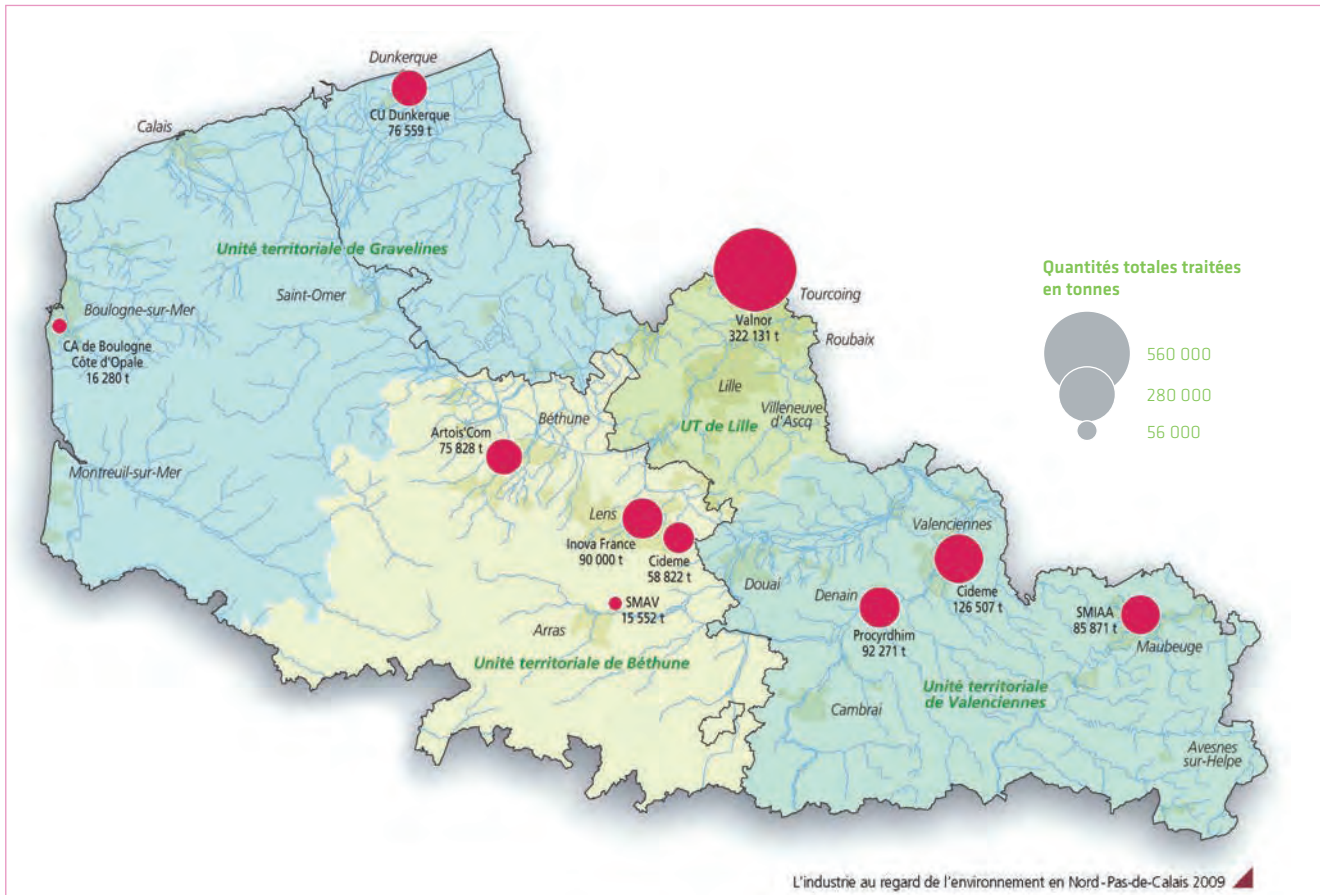 Dunkerque
CU Dunkerque
76 559 t
Calais
Unité territoriale de Gravelines
Saint-Omer
Boulogne-sur-Mer
CA de Boulogne
Côte d'Opale
16 280 t
Montreuil-sur-Mer
Tourcoing
Valnor
322 131 t
Roubaix
Lille
Villeneuve
d'Ascq
UT de Lille
Béthune
Artois'Com
75 828 t
Lens
Inova France
90 000 t
Cideme
58 822 t
SMAV
15 552 t
Arras
Unité territoriale de Béthune
Douai
Valenciennes
Denain
Cideme
126 507 t
Procyrdhim
92 271 t
SMIAA
85 871 t
Maubeuge
Unité territoriale
de Valenciennes
Cambrai
Avesnes
sur-Helpe
Quantités totales traitées
en tonnes
560 000
280 000
56 000
L'industrie au regard de l'environnement en Nord-Pas-de-Calais 2009